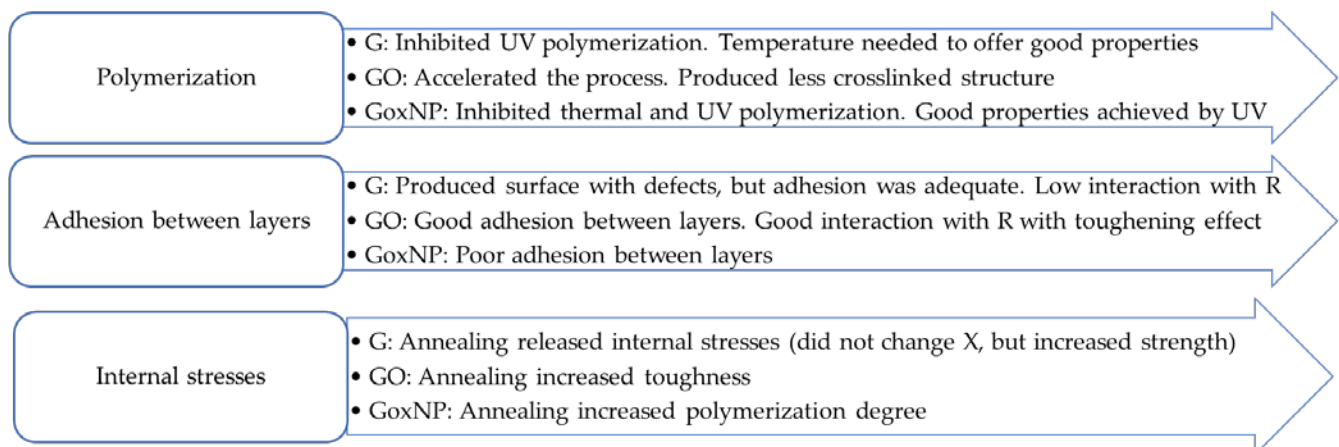 Polymerization
• G: Inhibited UV polymerization. Temperature needed to offer good properties
• GO: Accelerated the process. Produced less crosslinked structure
• GoxNP: Inhibited thermal and UV polymerization. Good properties achieved by UV
Adhesion between layers
• G: Produced surface with defects, but adhesion was adequate. Low interaction with R
• GO: Good adhesion between layers. Good interaction with R with toughening effect
• GoxNP: Poor adhesion between layers
Internal stresses
• G: Annealing released internal stresses (did not change X, but increased strength)
• GO: Annealing increased toughness
• GoxNP: Annealing increased polymerization degree